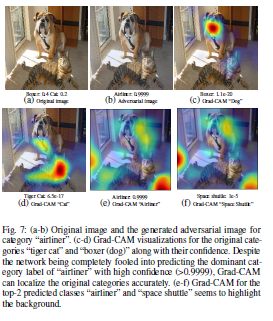 Boxer: 0.4 Cat: 0.2
(a) Original image
Airliner: 0.9999
(b) Adversarial image
Boxer: 1.1e-20
(c) Grad-CAM “Dog”
Tiger Cat: 6.5e-17
(d) Grad-CAM “Cat”
Airliner: 0.9999
(e) Grad-CAM “Airliner”
Space shuttle: 1e-5
(f) Grad-CAM “Space Shuttle”
Fig. 7: (a-b) Original image and the generated adversarial image for
category “airliner”. (c-d) Grad-CAM visualizations for the original cate-
gories “tiger cat” and “boxer (dog)” along with their confidence. Despite
the network being completely fooled into predicting the dominant cat-
egory label of “airliner” with high confidence (>0.9999), Grad-CAM
can localize the original categories accurately. (e-f) Grad-CAM for the
top-2 predicted classes “airliner” and “space shuttle” seems to highlight
the background.